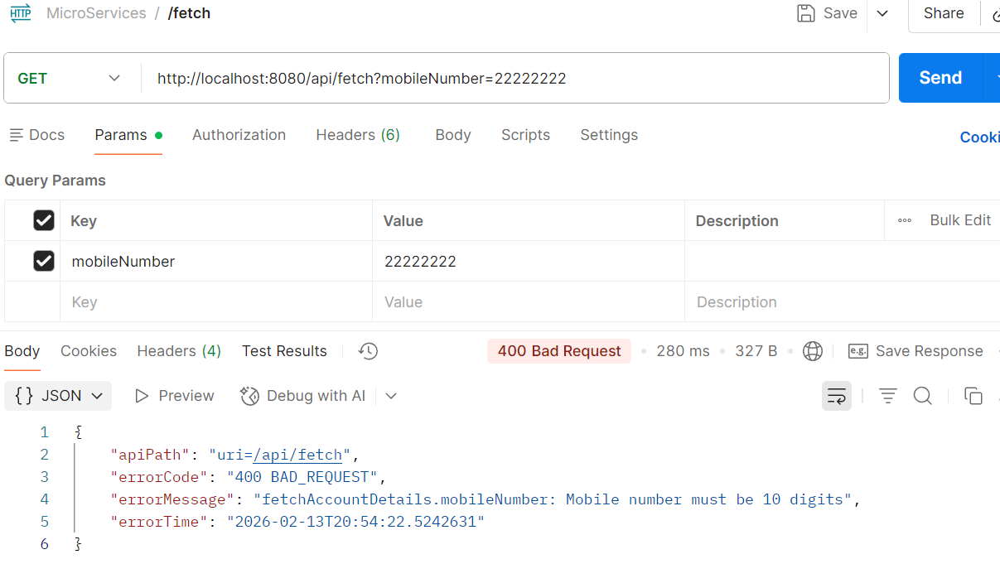 HTTP MicroServices / /fetch Save Share
GET http://localhost:8080/api/fetch?mobileNumber=22222222 Send
Docs Params Authorization Headers (6) Body Scripts Settings Cooki
Query Params
Key Value Description Bulk Edit
mobileNumber 22222222
Key Value Description
Body Cookies Headers (4) Test Results 400 Bad Request 280 ms 327 B e.g. Save Response
{} JSON Preview Debug with AI
1 {
2 "apiPath": "uri=/api/fetch",
3 "errorCode": "400 BAD_REQUEST",
4 "errorMessage": "fetchAccountDetails.mobileNumber: Mobile number must be 10 digits",
5 "errorTime": "2026-02-13T20:54:22.5242631"
6 }